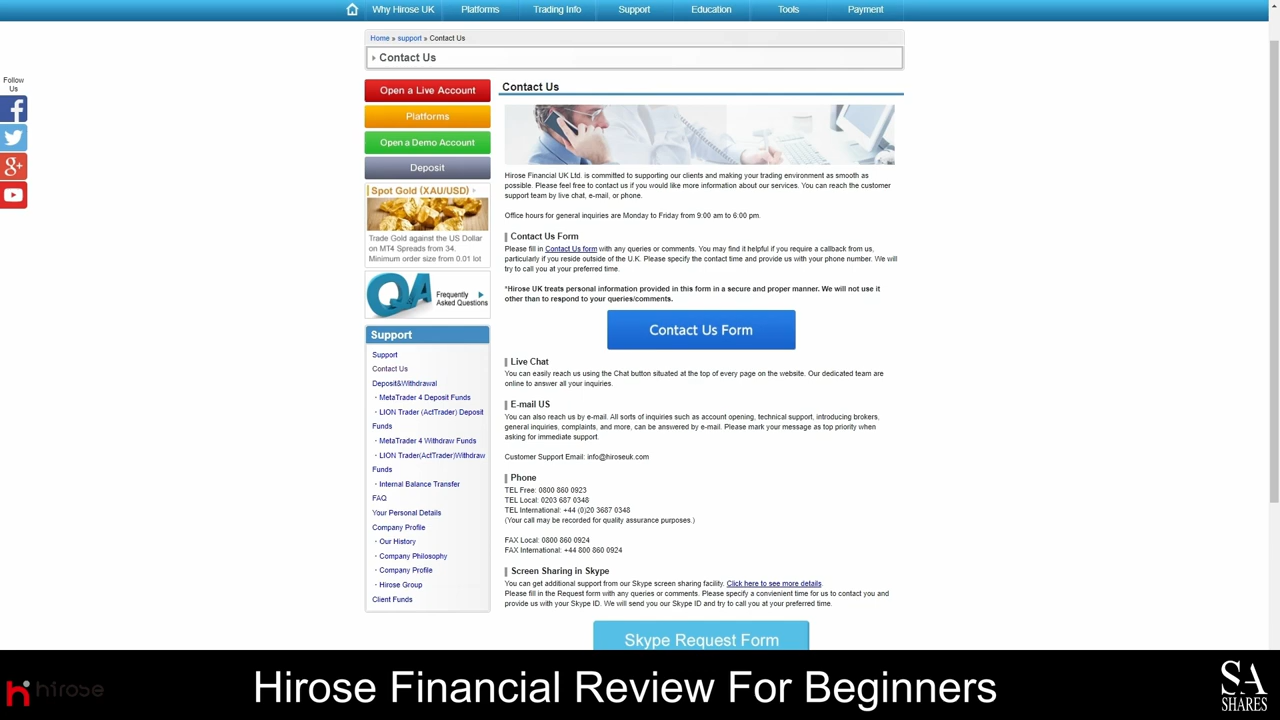 Why Hirose UK Platforms Trading Info Support Education Tools Payment
Home » support » Contact Us
Contact Us
Follow
Us
Open a Live Account
Platforms
Open a Demo Account
Deposit
Spot Gold (XAU/USD)
Trade Gold against the US Dollar
on MT4 Spreads from 34.
Minimum order size from 0.01 lot
QA
Frequently
Asked Questions
Support
Support
Contact Us
Deposit&Withdrawal
· MetaTrader 4 Deposit Funds
· LION Trader (ActTrader) Deposit
Funds
· MetaTrader 4 Withdraw Funds
· LION Trader(ActTrader)Withdraw
Funds
· Internal Balance Transfer
FAQ
Your Personal Details
Company Profile
· Our History
· Company Philosophy
· Company Profile
· Hirose Group
Client Funds
Contact Us
Hirose Financial UK Ltd. is committed to supporting our clients and making your trading environment as smooth as
possible. Please feel free to contact us if you would like more information about our services. You can reach the customer
support team by live chat, e-mail, or phone.
Office hours for general inquiries are Monday to Friday from 9:00 am to 6:00 pm.
Contact Us Form
Please fill in Contact Us form with any queries or comments. You may find it helpful if you require a callback from us,
particularly if you reside outside of the U.K. Please specify the contact time and provide us with your phone number. We will
try to call you at your preferred time.
*Hirose UK treats personal information provided in this form in a secure and proper manner. We will not use it
other than to respond to your queries/comments.
Contact Us Form
Live Chat
You can easily reach us using the Chat button situated at the top of every page on the website. Our dedicated team are
online to answer all your inquiries.
E-mail US
You can also reach us by e-mail. All sorts of inquiries such as account opening, technical support, introducing brokers,
general inquiries, complaints, and more, can be answered by e-mail. Please mark your message as top priority when
asking for immediate support.
Customer Support Email: info@hiroseuk.com
Phone
TEL Free: 0800 860 0923
TEL Local: 0203 687 0348
TEL International: +44 (0)20 3687 0348
(Your call may be recorded for quality assurance purposes.)
FAX Local: 0800 860 0924
FAX International: +44 800 860 0924
Screen Sharing in Skype
You can get additional support from our Skype screen sharing facility. Click here to see more details.
Please fill in the Request form with any queries or comments. Please specify a convenient time for us to contact you and
provide us with your Skype ID. We will send you our Skype ID and try to call you at your preferred time.
Skype Request Form
hirose
Hirose Financial Review For Beginners
SA
SHARES